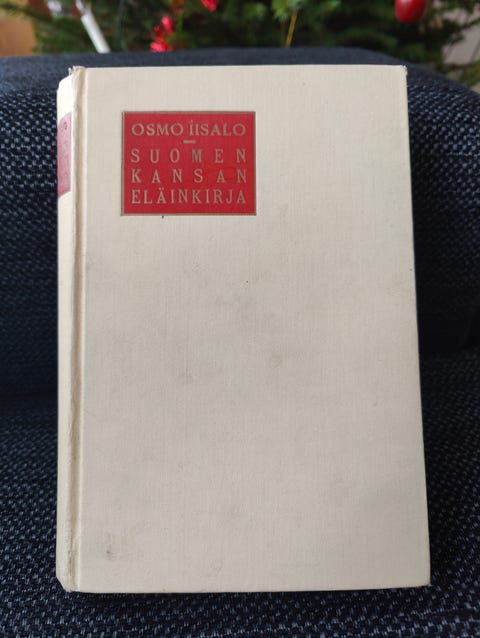 OSMO IISALO
SUOMEN
KANSAN
ELÄINKIRJA